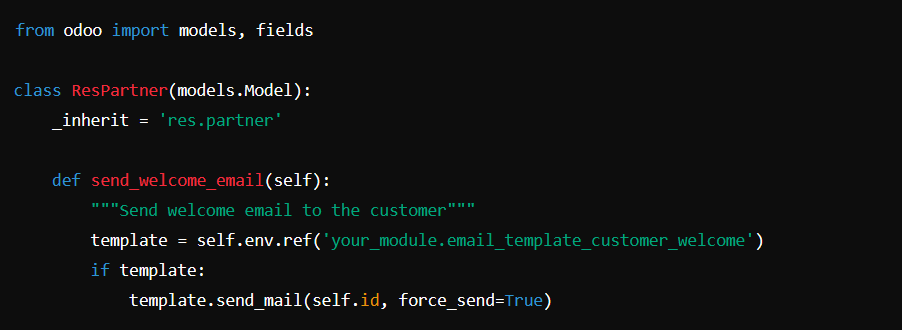 from odoo import models, fields
class ResPartner(models.Model):
    _inherit = 'res.partner'
    def send_welcome_email(self):
        """Send welcome email to the customer"""
        template = self.env.ref('your_module.email_template_customer_welcome')
        if template:
            template.send_mail(self.id, force_send=True)